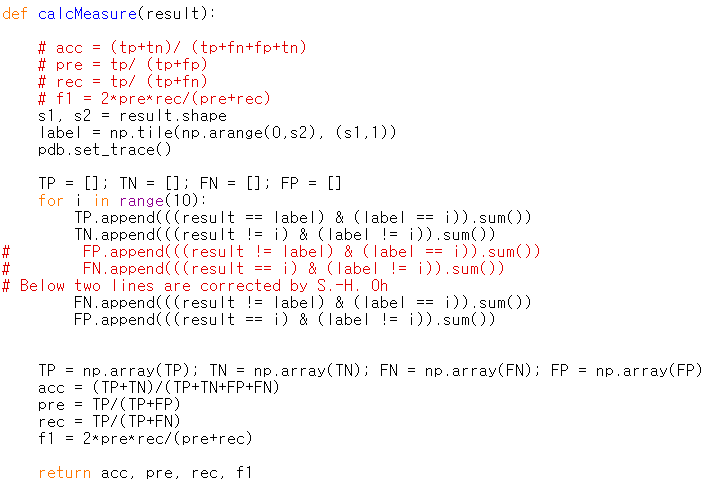 def calcMeasure(result):
    # acc = (tp+tn)/ (tp+fn+fp+tn)
    # pre = tp/ (tp+fp)
    # rec = tp/ (tp+fn)
    # f1 = 2*pre*rec/(pre+rec)
    s1, s2 = result.shape
    label = np.tile(np.arange(0,s2), (s1,1))
    pdb.set_trace()
    TP = []; TN = []; FN = []; FP = []
    for i in range(10):
        TP.append(((result == label) & (label == i)).sum())
        TN.append(((result != i) & (label != i)).sum())
#        FP.append(((result != label) & (label == i)).sum())
#        FN.append(((result == i) & (label != i)).sum())
# Below two lines are corrected by S.-H. Oh
        FN.append(((result != label) & (label == i)).sum())
        FP.append(((result == i) & (label != i)).sum())
    TP = np.array(TP); TN = np.array(TN); FN = np.array(FN); FP = np.array(FP)
    acc = (TP+TN)/(TP+TN+FP+FN)
    pre = TP/(TP+FP)
    rec = TP/(TP+FN)
    f1 = 2*pre*rec/(pre+rec)
    return acc, pre, rec, f1